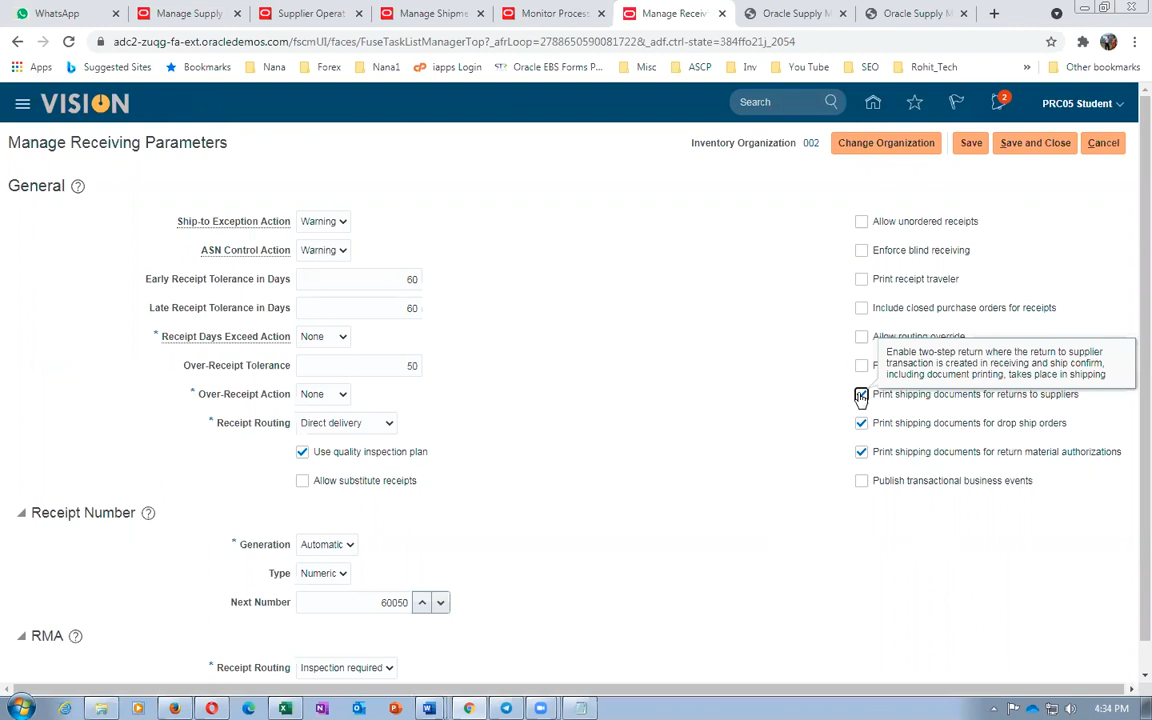 WhatsApp
Manage Supply
Supplier Operat
Manage Shipme
Monitor Process
Manage Receiv
Oracle Supply M
Oracle Supply M
adc2-zuqg-fa-ext.oracledemos.com/fscmUI/faces/FuseTaskListManagerTop?_afrLoop=2788650590081722&_adf.ctrl-state=384ffo21j_2054
Apps
Suggested Sites
Bookmarks
Nana
Forex
Nana1
iapps Login
Oracle EBS Forms P...
Misc
ASCP
Inv
You Tube
SEO
Rohit_Tech
»
Other bookmarks
VISION
Search
2
PRC05 Student
Manage Receiving Parameters
Inventory Organization 002
Change Organization
Save
Save and Close
Cancel
General
Ship-to Exception Action Warning
Allow unordered receipts
ASN Control Action Warning
Enforce blind receiving
Early Receipt Tolerance in Days 60
Print receipt traveler
Late Receipt Tolerance in Days 60
Include closed purchase orders for receipts
* Receipt Days Exceed Action None
Allow routing override
Enable two-step return where the return to supplier
transaction is created in receiving and ship confirm,
including document printing, takes place in shipping
Over-Receipt Tolerance 50
* Over-Receipt Action None
Print shipping documents for returns to suppliers
* Receipt Routing Direct delivery
Print shipping documents for drop ship orders
Use quality inspection plan
Print shipping documents for return material authorizations
Allow substitute receipts
Publish transactional business events
Receipt Number
* Generation Automatic
Type Numeric
Next Number 60050
RMA
* Receipt Routing Inspection required
4:34 PM